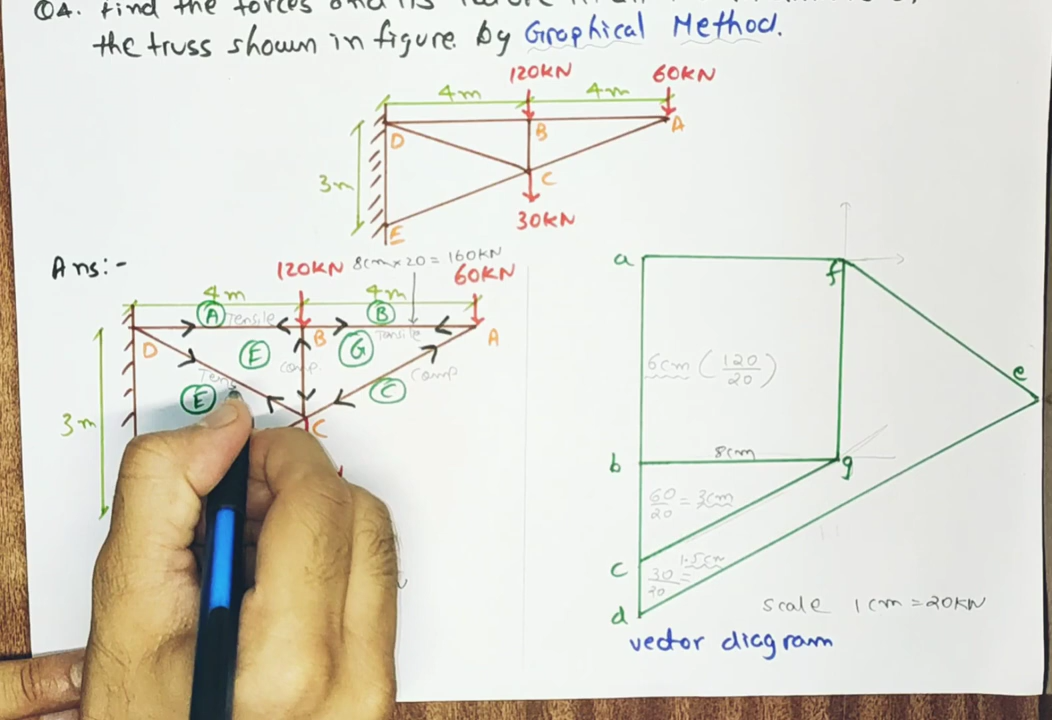 Q4. Find the forces and its
the truss shown in figure by Graphical Method.
120KN 60KN
4m 4m
D B A
3m
C
E 30KN
Ans:-
120KN 8cm×20=160KN 60KN
4m 4m
A Tensile B
D B Tensile A
E comp. G
Comp
E C
3m
C
a f
6cm (120/20)
e
b 8cm g
60/20 = 3cm
c 1.5cm
30/20 =
d scale 1cm=20KN
vector diagram